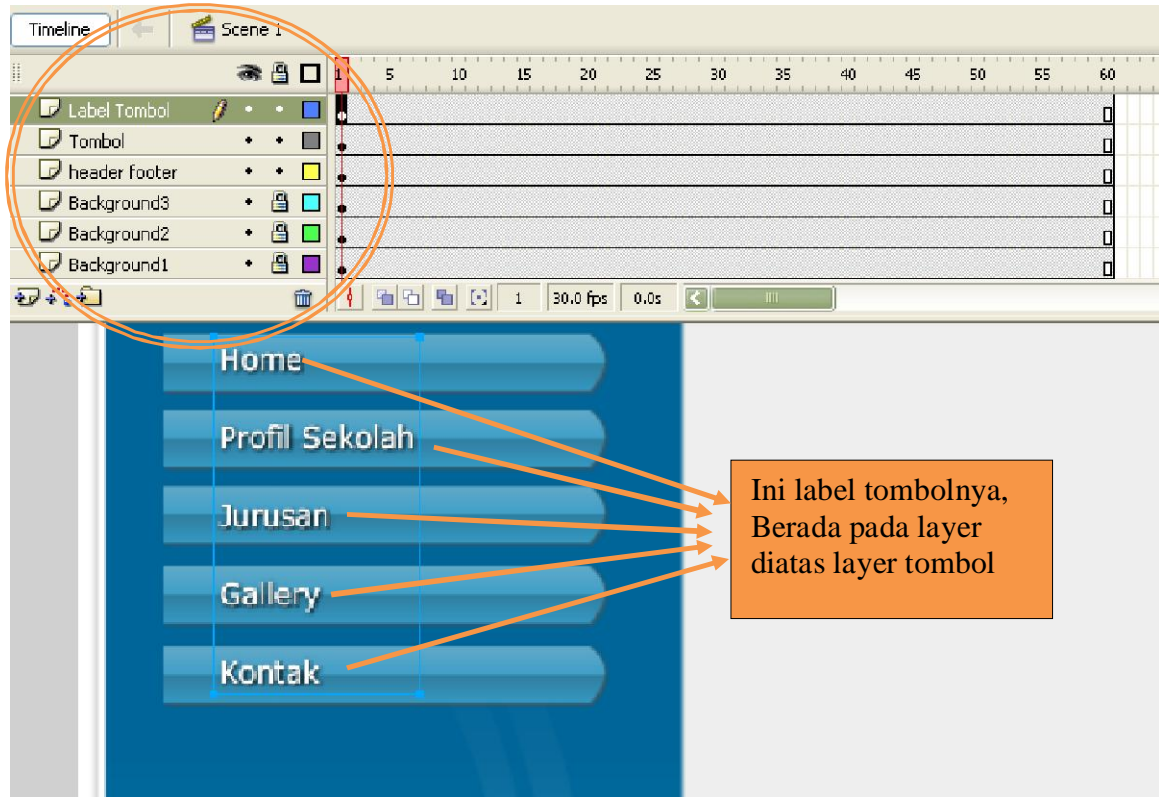 Timeline Scene 1
1 5 10 15 20 25 30 35 40 45 50 55 60
Label Tombol
Tombol
header footer
Background3
Background2
Background1
1 30.0 fps 0.0s
Home
Profil Sekolah
Jurusan
Gallery
Kontak
Ini label tombolnya,
Berada pada layer
diatas layer tombol